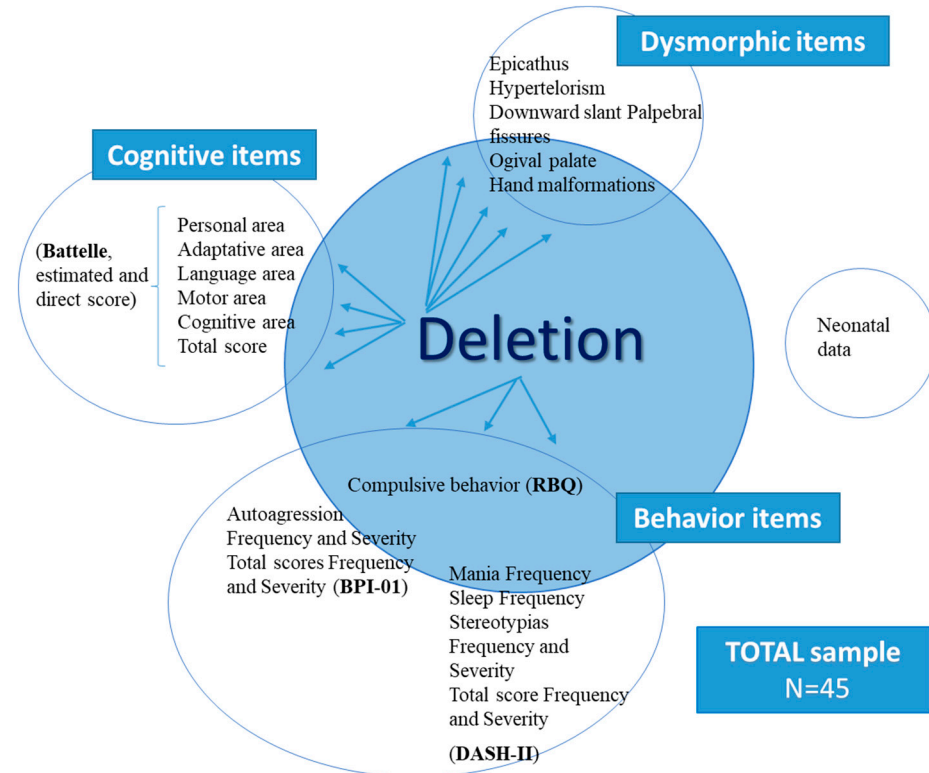 Dysmorphic items
Epicathus
Hypertelorism
Downward slant Palpebral
fissures
Ogival palate
Hand malformations
Cognitive items
(Battelle,
estimated and
direct score)
Personal area
Adaptative area
Language area
Motor area
Cognitive area
Total score
Deletion
Neonatal
data
Compulsive behavior (RBQ)
Behavior items
Autoagression
Frequency and Severity
Total scores Frequency
and Severity (BPI-01)
Mania Frequency
Sleep Frequency
Stereotypias
Frequency and
Severity
Total score Frequency
and Severity
(DASH-II)
TOTAL sample
N=45